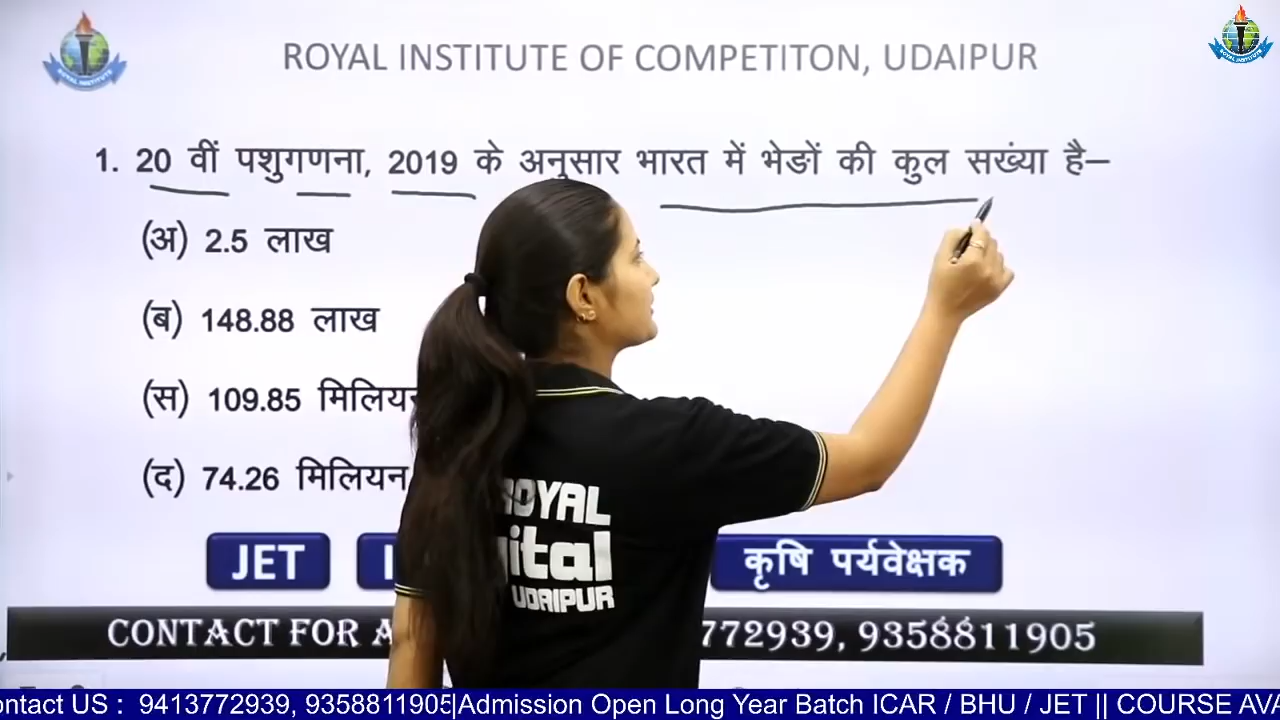 ROYAL INSTITUTE OF COMPETITON, UDAIPUR
1. 20 वीं पशुगणना, 2019 के अनुसार भारत में भेङों की कुल सख्ंया है–
(अ) 2.5 लाख
(ब) 148.88 लाख
(स) 109.85 मिलियन
(द) 74.26 मिलियन
ROYAL
UDAIPUR
JET
कृषि पर्यवेक्षक
CONTACT FOR 772939, 9358811905
ontact US : 9413772939, 9358811905|Admission Open Long Year Batch ICAR / BHU / JET || COURSE AVA